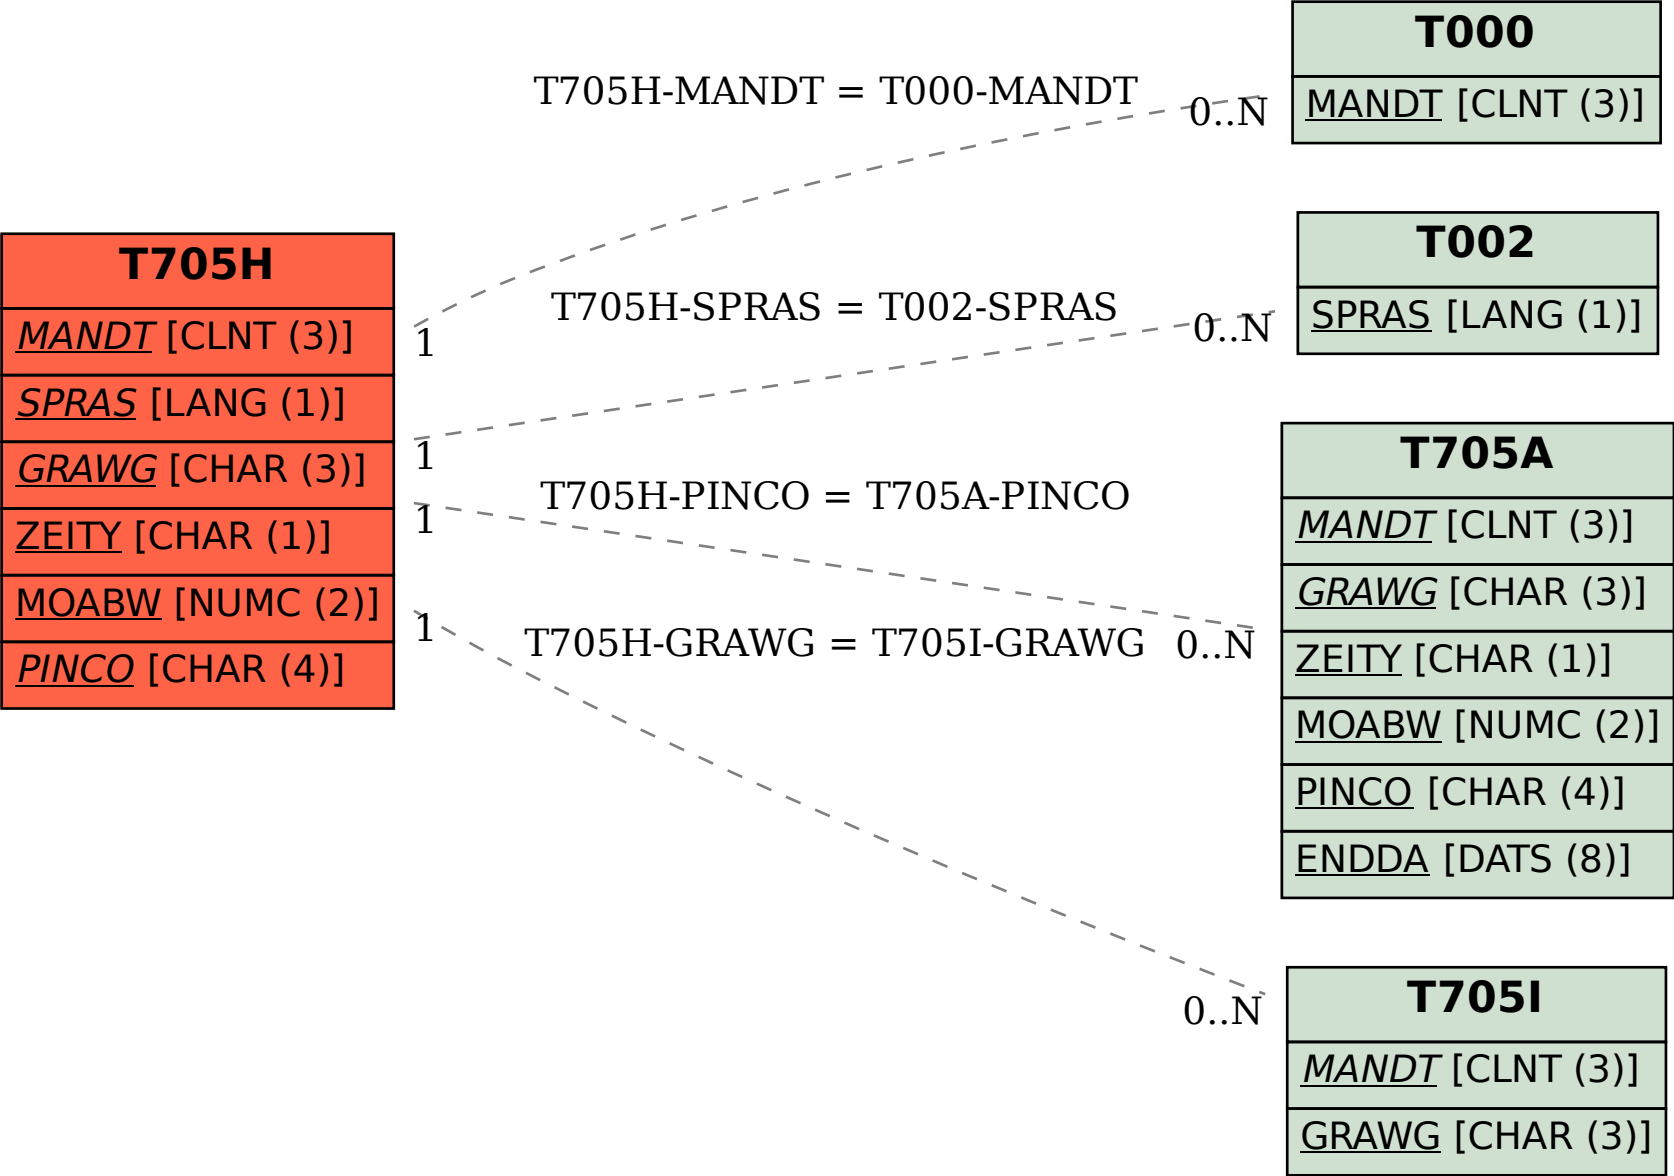 T705H
MANDT [CLNT (3)]
SPRAS [LANG (1)]
GRAWG [CHAR (3)]
ZEITY [CHAR (1)]
MOABW [NUMC (2)]
PINCO [CHAR (4)]
T705H-MANDT = T000-MANDT
1
0..N
T705H-SPRAS = T002-SPRAS
1
0..N
T705H-PINCO = T705A-PINCO
1
0..N
T705H-GRAWG = T705I-GRAWG
1
0..N
T000
MANDT [CLNT (3)]
T002
SPRAS [LANG (1)]
T705A
MANDT [CLNT (3)]
GRAWG [CHAR (3)]
ZEITY [CHAR (1)]
MOABW [NUMC (2)]
PINCO [CHAR (4)]
ENDDA [DATS (8)]
T705I
MANDT [CLNT (3)]
GRAWG [CHAR (3)]